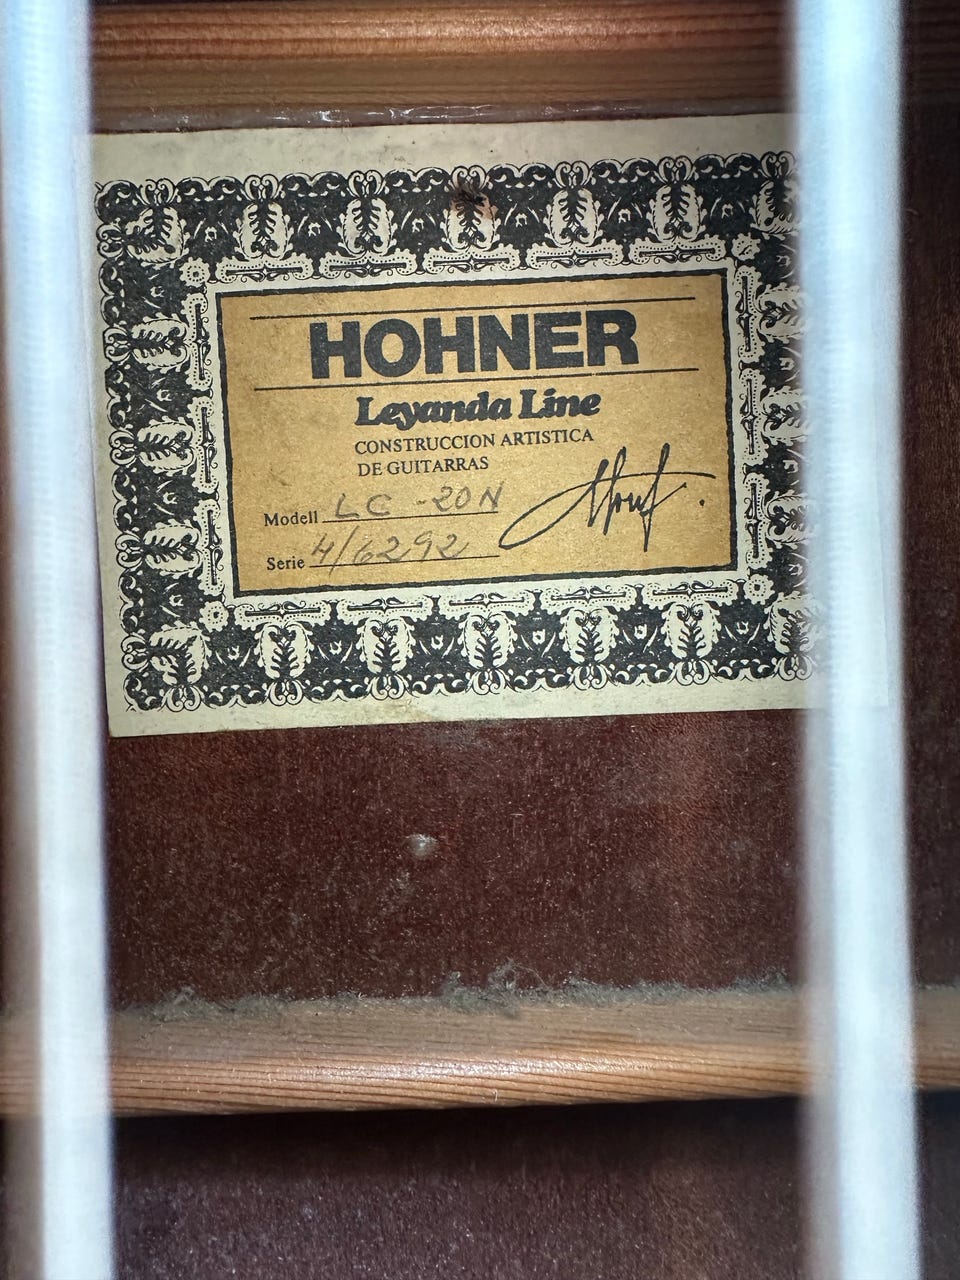 HOHNER
Leyanda Line
CONSTRUCCION ARTISTICA
DE GUITARRAS
Modell LC -20N
Serie 4/6292